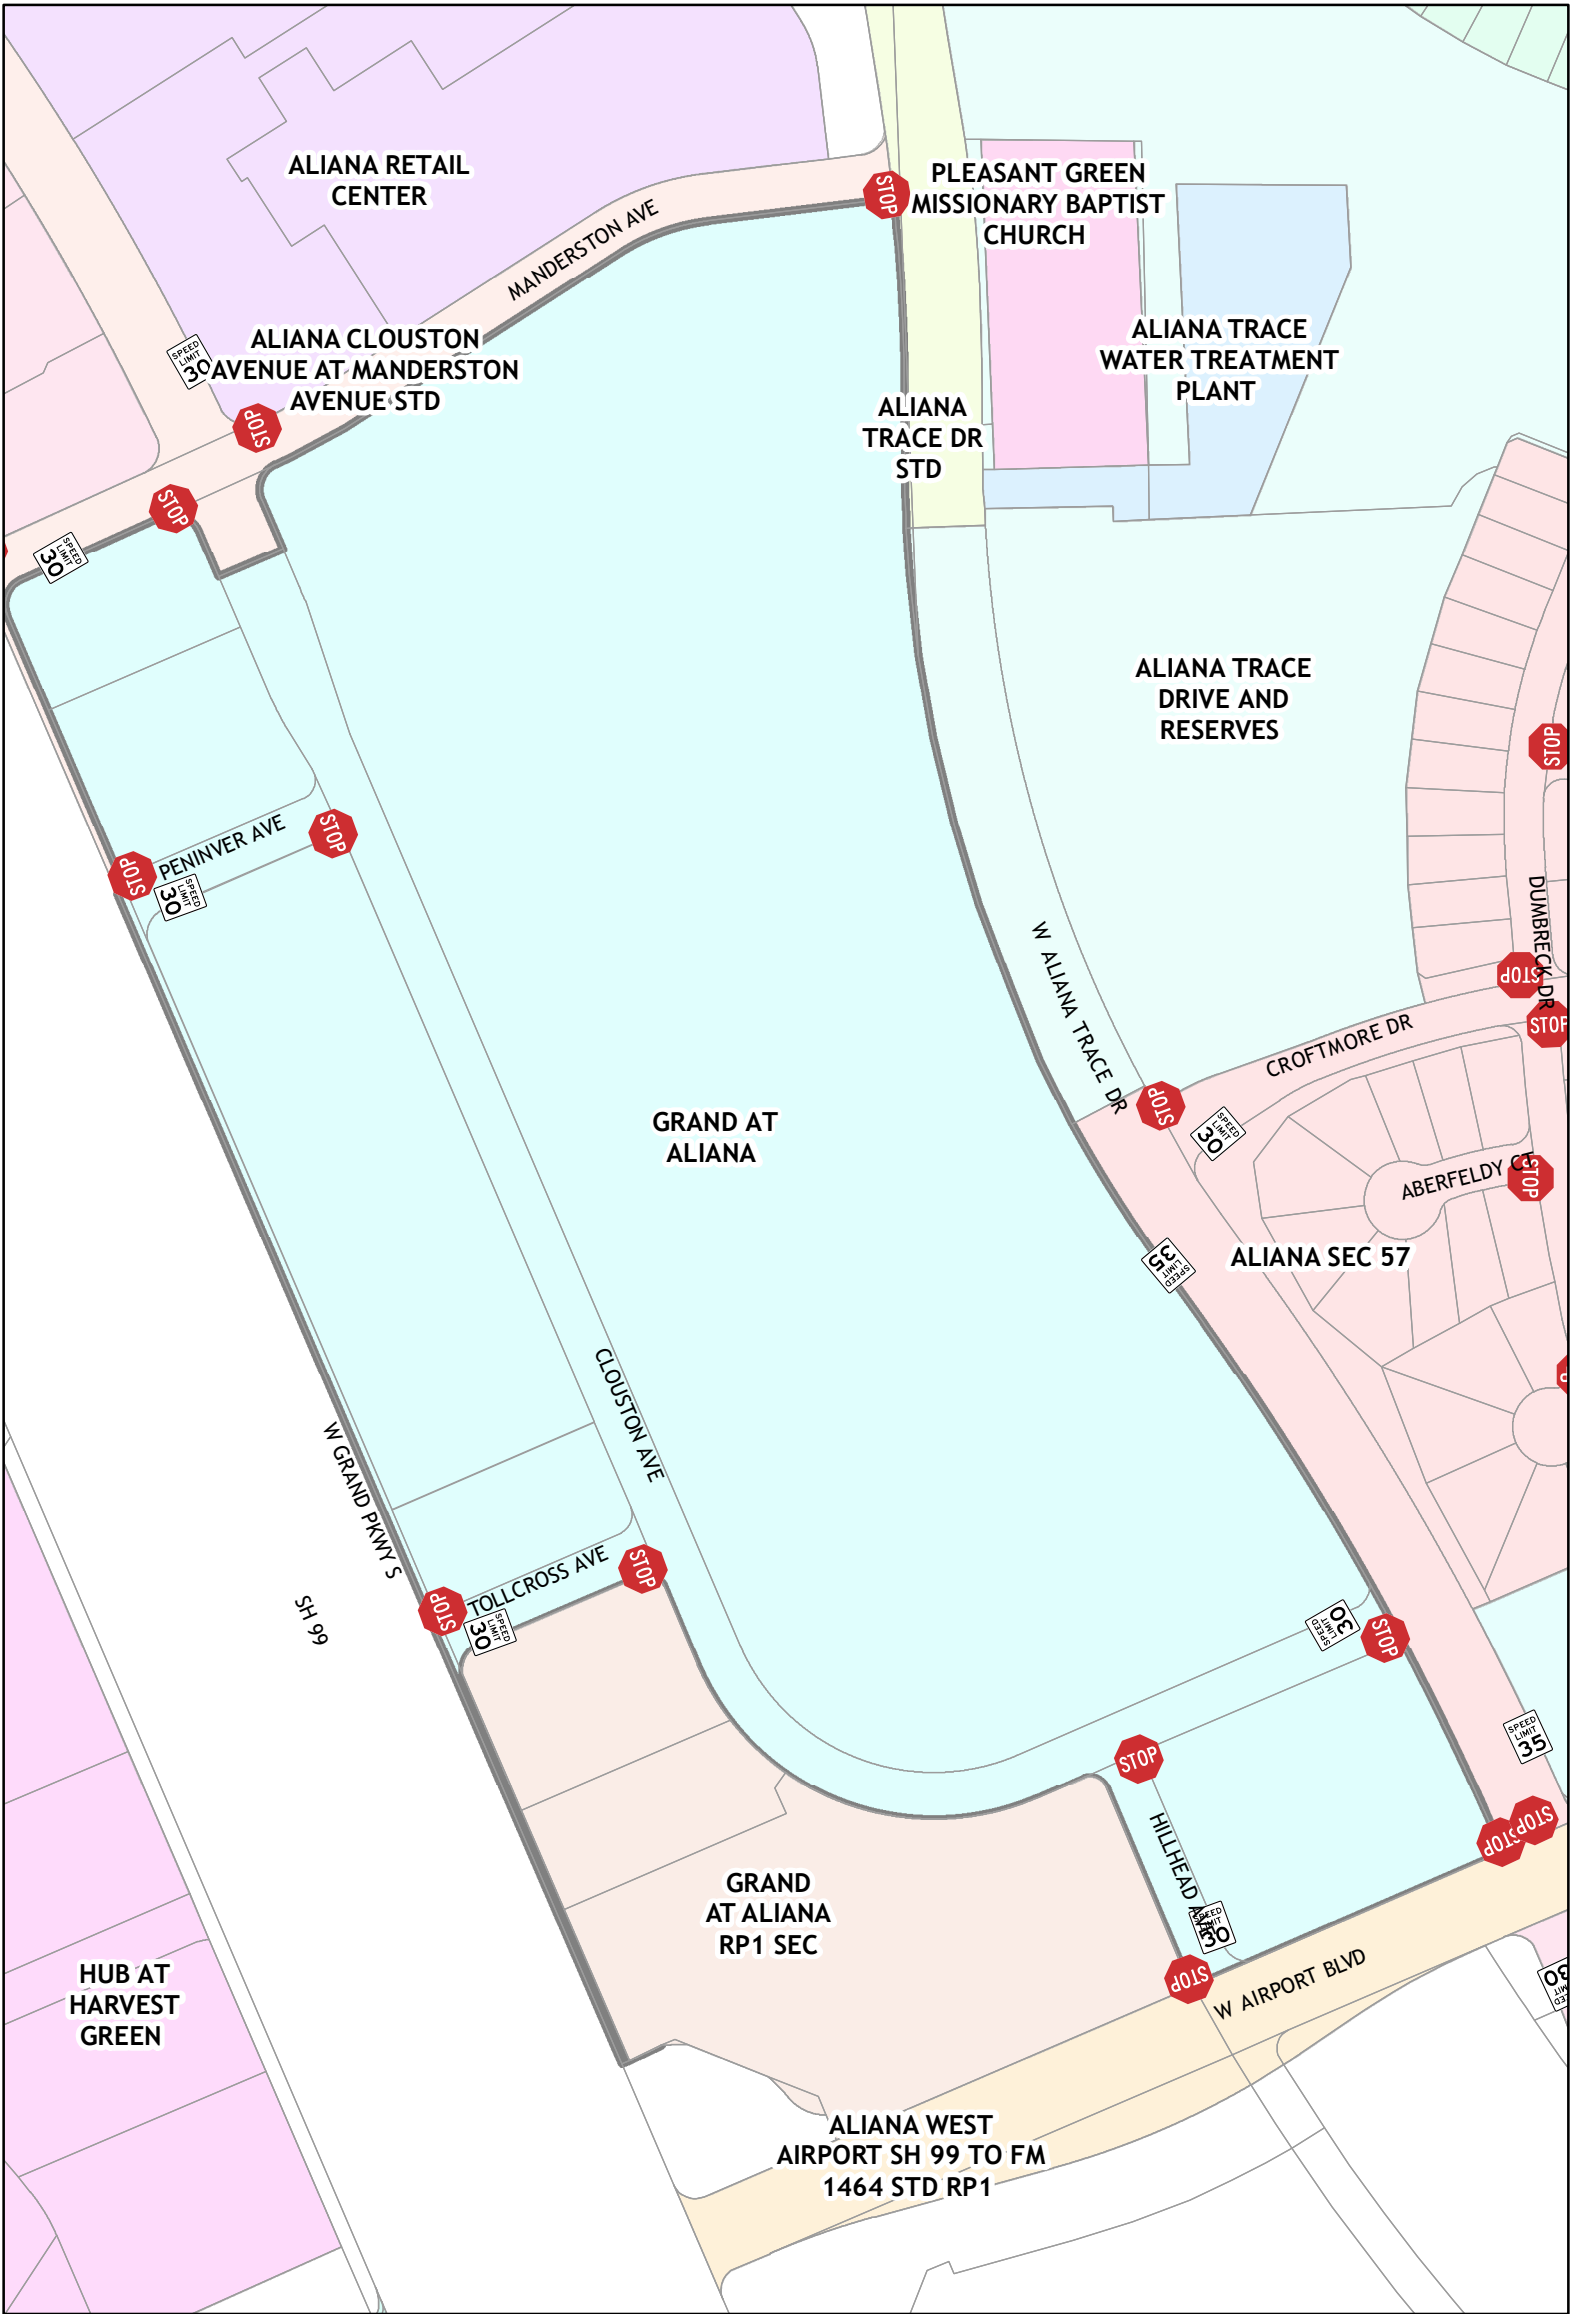 ALIANA RETAIL
CENTER
MANDERSTON AVE
STOP
PLEASANT GREEN
MISSIONARY BAPTIST
CHURCH
ALIANA TRACE
WATER TREATMENT
PLANT
SPEED
LIMIT
30
ALIANA CLOUSTON
AVENUE AT MANDERSTON
AVENUE STD
STOP
ALIANA
TRACE DR
STD
STOP
SPEED
LIMIT
30
ALIANA TRACE
DRIVE AND
RESERVES
STOP
PENINVER AVE
STOP
STOP
SPEED
LIMIT
30
DUMBRECK DR
STOP
STOP
W ALIANA TRACE DR
CROFTMORE DR
STOP
SPEED
LIMIT
30
GRAND AT
ALIANA
ABERFELDY CT
STOP
ALIANA SEC 57
SPEED
LIMIT
35
CLOUSTON AVE
W GRAND PKWY S
SH 99
TOLLCROSS AVE
STOP
STOP
SPEED
LIMIT
30
SPEED
LIMIT
30
STOP
SPEED
LIMIT
35
STOP
STOP
STOP
HILLHEAD AVE
SPEED
LIMIT
30
STOP
W AIRPORT BLVD
GRAND
AT ALIANA
RP1 SEC
HUB AT
HARVEST
GREEN
30
ALIANA WEST
AIRPORT SH 99 TO FM
1464 STD RP1